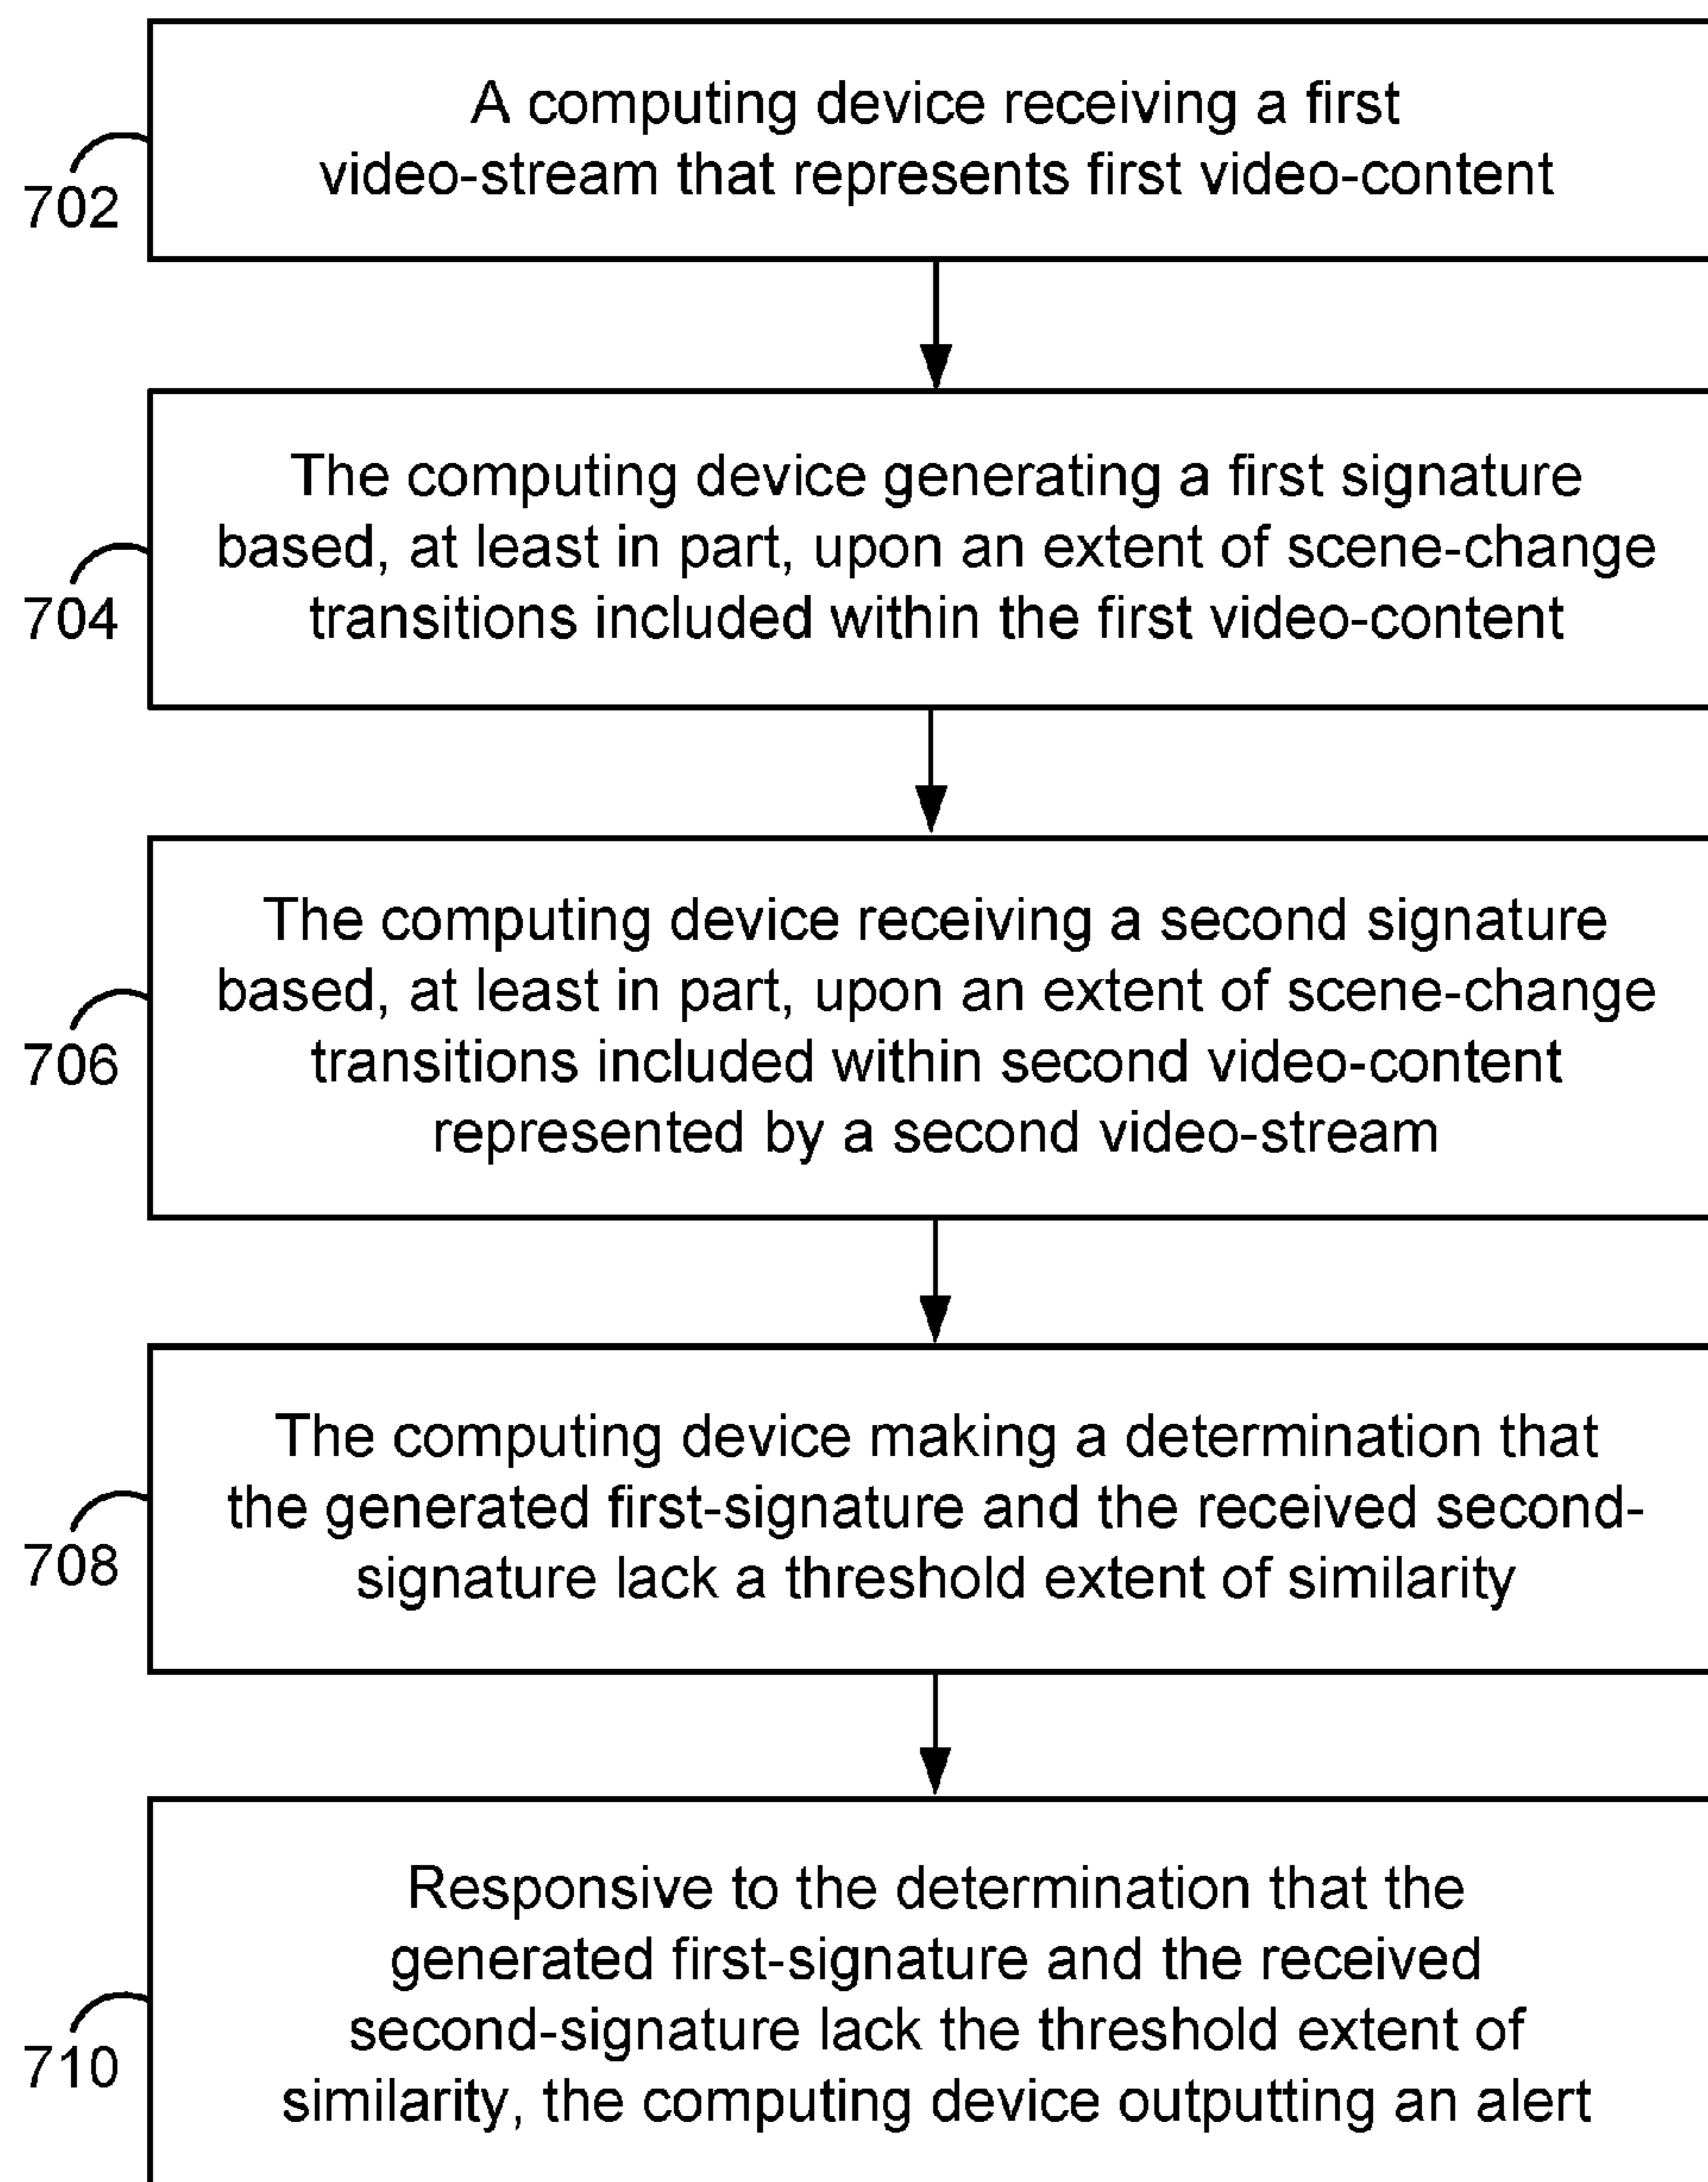 A computing device receiving a first
video-stream that represents first video-content
702
The computing device generating a first signature
based, at least in part, upon an extent of scene-change
transitions included within the first video-content
704
The computing device receiving a second signature
based, at least in part, upon an extent of scene-change
transitions included within second video-content
represented by a second video-stream
706
The computing device making a determination that
the generated first-signature and the received second-
signature lack a threshold extent of similarity
708
Responsive to the determination that the
generated first-signature and the received
second-signature lack the threshold extent of
similarity, the computing device outputting an alert
710